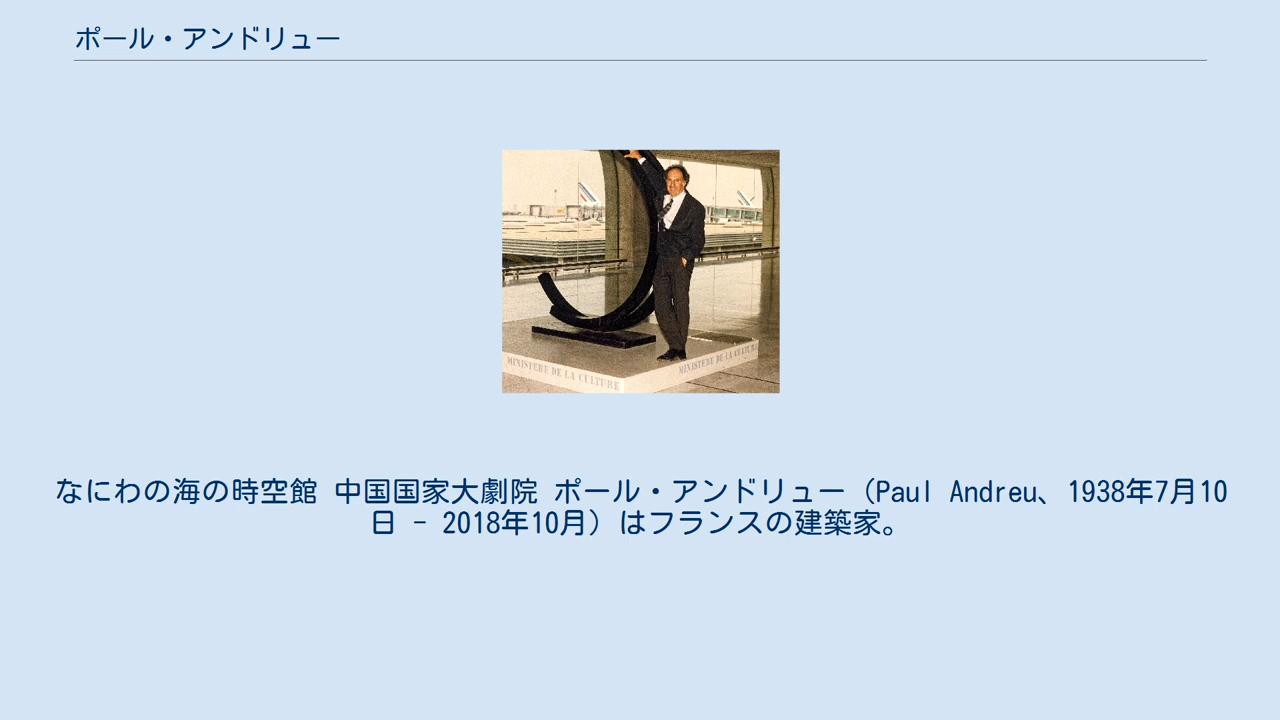 ポール・アンドリュー
MINISTERE DE LA CULTURE
MINISTERE DE LA CULTURE
なにわの海の時空館 中国国家大劇院 ポール・アンドリュー（Paul Andreu、1938年7月10
日 - 2018年10月）はフランスの建築家。